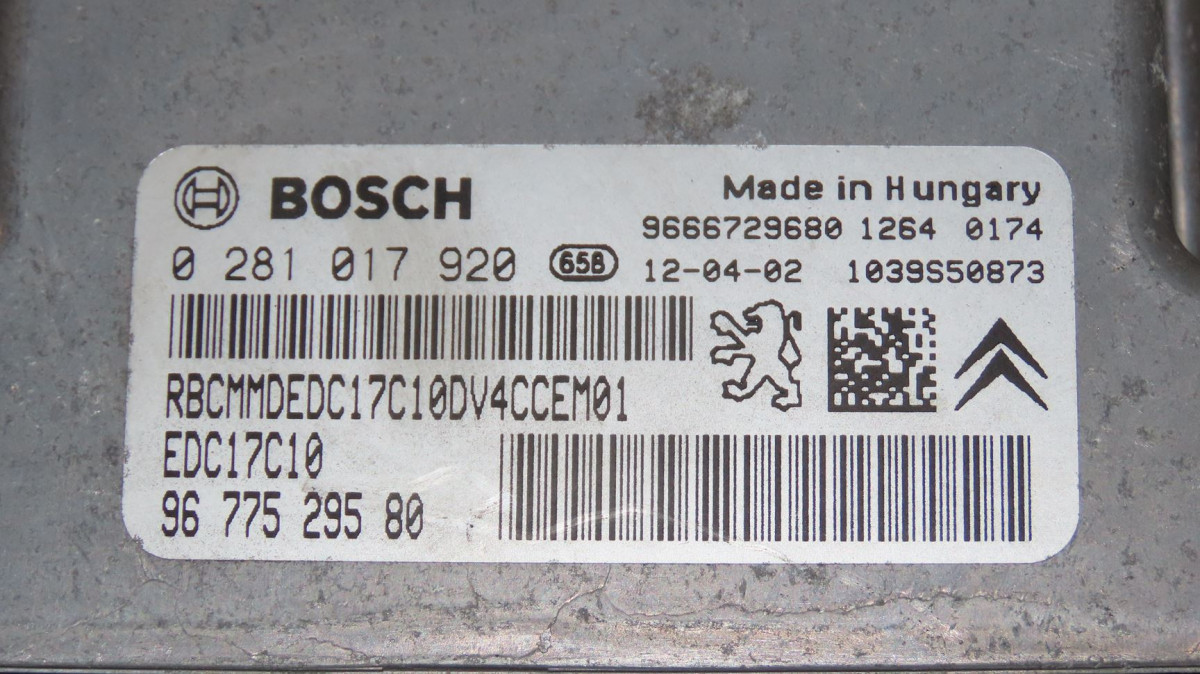 BOSCH
Made in Hungary
9666729680 1264 0174
0 281 017 920 658 12-04-02 1039S50873
RBCMMDEDC17C10DV4CCEM01
EDC17C10
96 775 295 80